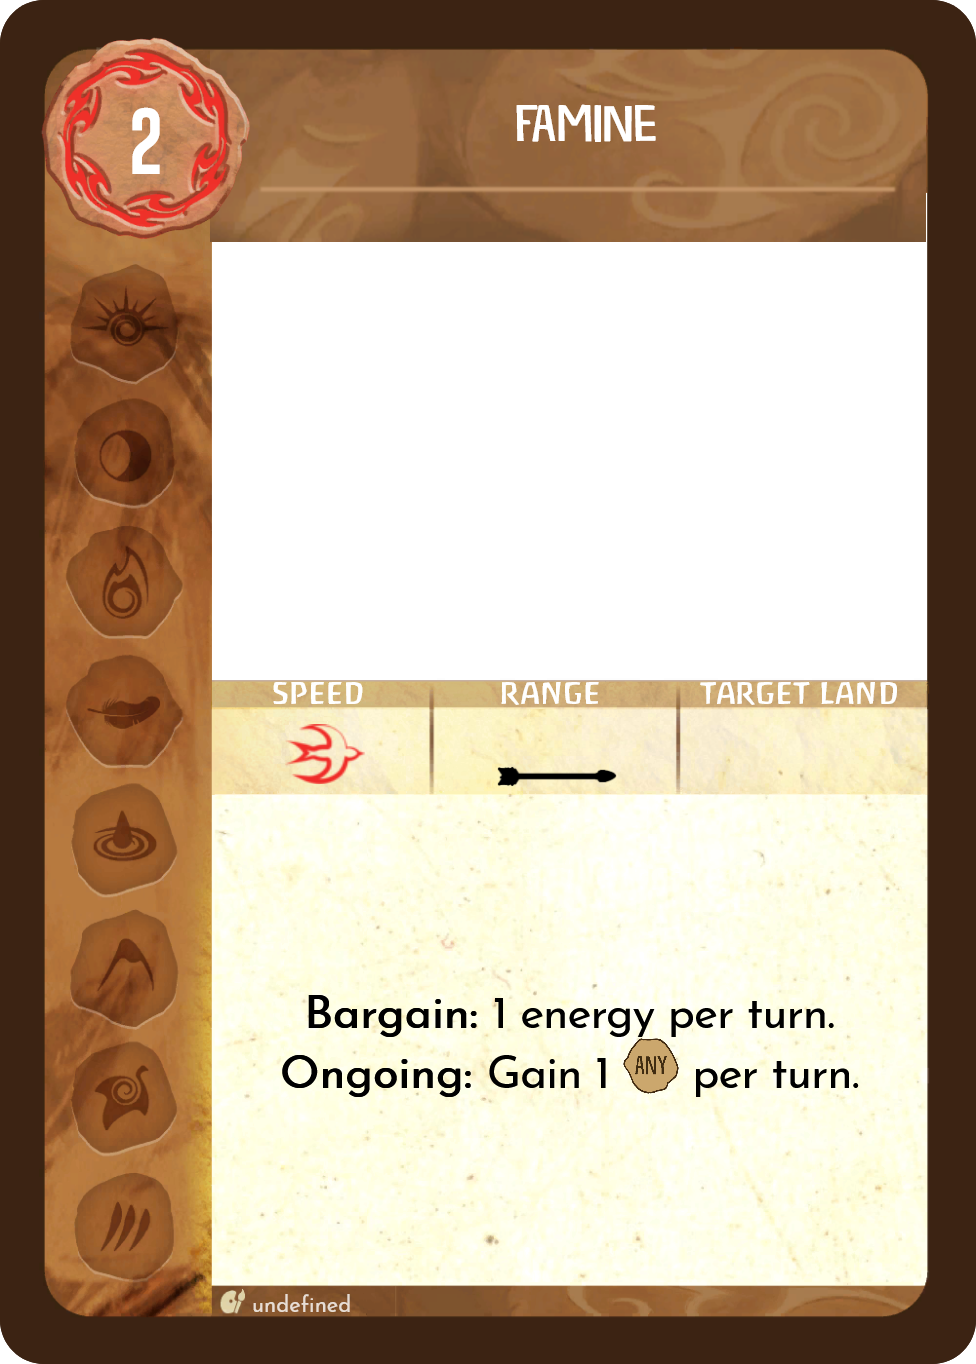 2
FAMINE
SPEED RANGE TARGET LAND
Bargain: 1 energy per turn.
Ongoing: Gain 1 ANY per turn.
undefined